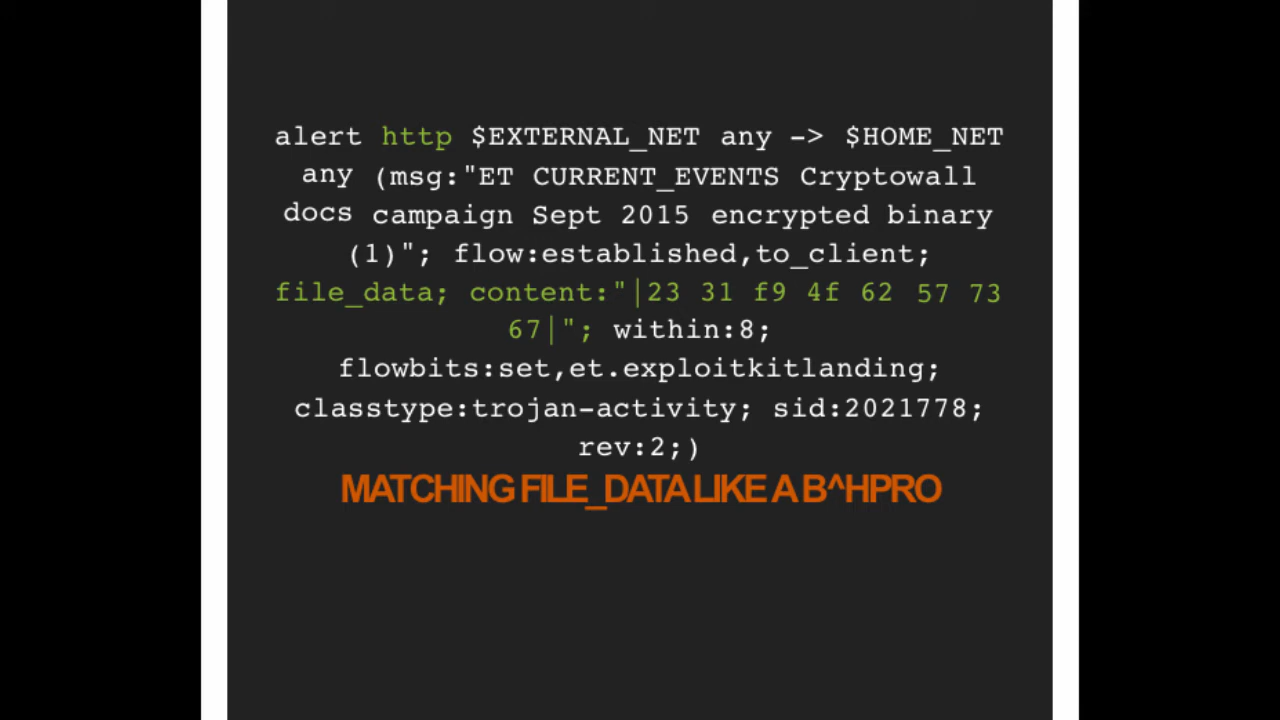 alert http $EXTERNAL_NET any -> $HOME_NET
any (msg:"ET CURRENT_EVENTS Cryptowall
docs campaign Sept 2015 encrypted binary
(1)"; flow:established,to_client;
file_data; content:"|23 31 f9 4f 62 57 73
67|"; within:8;
flowbits:set,et.exploitkitlanding;
classtype:trojan-activity; sid:2021778;
rev:2;)
MATCHING FILE_DATA LIKE A B^HPRO